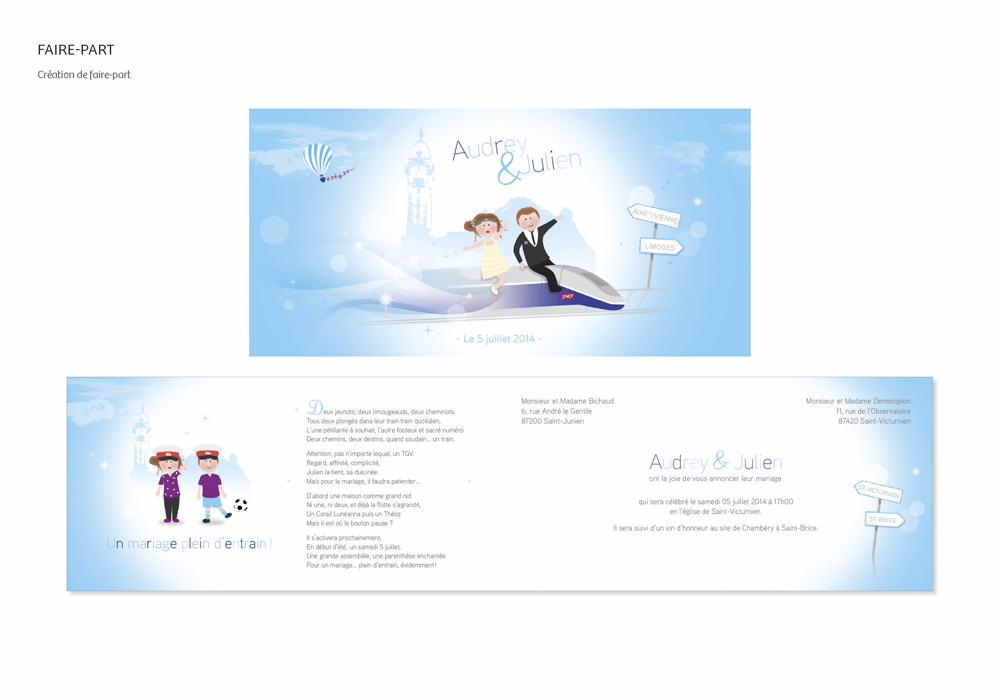 FAIRE-PART
Création de faire-part
Audrey
& Julien
AIXE S/VIENNE
LIMOGES
SNCF
- Le 5 juillet 2014 -
Deux jeunots, deux limougeauds, deux cheminots.
Tous deux plongés dans leur train train quotidien,
L'une pétillante à souhait, l'autre footeux et sacré numéro
Deux chemins, deux destins, quand soudain... un train.
Attention, pas n'importe lequel, un TGV.
Regard, affinité, complicité,
Julien la tient, sa dulcinée.
Mais pour le mariage, il faudra patienter...
D'abord une maison comme grand nid
Ni une, ni deux, et déjà la flotte s'agrandit,
Un Corail Lunéanna puis un Théoz
Mais il est où le bouton pause ?
Il s'activera prochainement,
En début d'été, un samedi 5 juillet,
Une grande assemblée, une parenthèse enchantée
Pour un mariage... plein d'entrain, évidemment !
Un mariage plein d'entrain !
Monsieur et Madame Bichaud
6, rue André le Gentile
87200 Saint-Junien
Monsieur et Madame Demontpion
11, rue de l'Observatoire
87420 Saint-Victurnien
Audrey & Julien
ont la joie de vous annoncer leur mariage
qui sera célébré le samedi 05 juillet 2014 à 17h00
en l'église de Saint-Victurnien.
Il sera suivi d'un vin d'honneur au site de Chambéry à Saint-Brice.
ST-VICTURNIEN
ST-BRICE